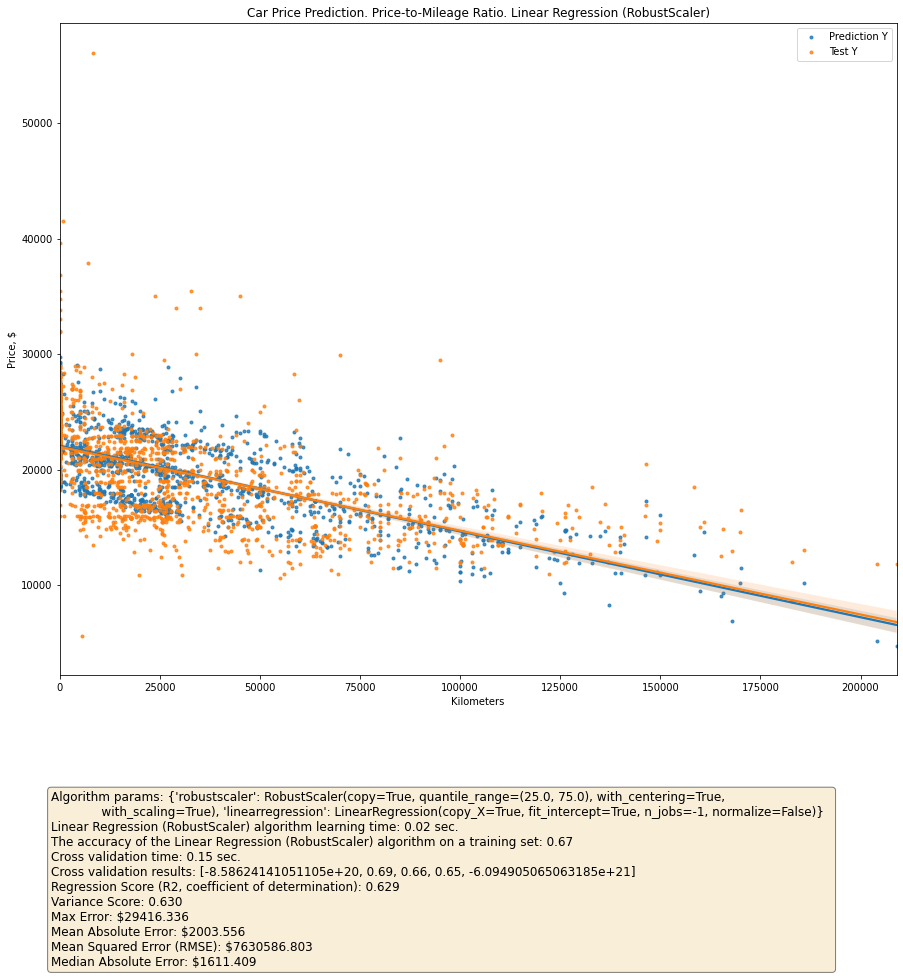 Car Price Prediction. Price-to-Mileage Ratio. Linear Regression (RobustScaler)
Prediction Y
Test Y
50000
40000
30000
20000
10000
Price, $
0 25000 50000 75000 100000 125000 150000 175000 200000
Kilometers
Algorithm params: {'robustscaler': RobustScaler(copy=True, quantile_range=(25.0, 75.0), with_centering=True,
with_scaling=True), 'linearregression': LinearRegression(copy_X=True, fit_intercept=True, n_jobs=-1, normalize=False)}
Linear Regression (RobustScaler) algorithm learning time: 0.02 sec.
The accuracy of the Linear Regression (RobustScaler) algorithm on a training set: 0.67
Cross validation time: 0.15 sec.
Cross validation results: [-8.58624141051105e+20, 0.69, 0.66, 0.65, -6.094905065063185e+21]
Regression Score (R2, coefficient of determination): 0.629
Variance Score: 0.630
Max Error: $29416.336
Mean Absolute Error: $2003.556
Mean Squared Error (RMSE): $7630586.803
Median Absolute Error: $1611.409